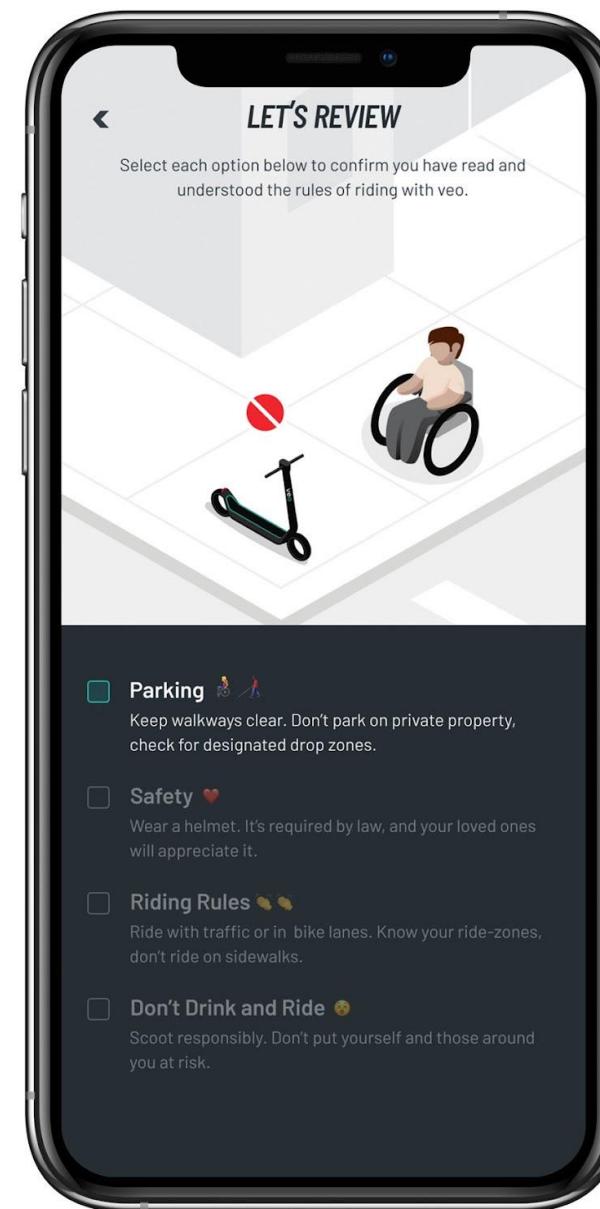 LET'S REVIEW
Select each option below to confirm you have read and
understood the rules of riding with veo.
veo
Parking 👩‍🦽 👨‍🦯
Keep walkways clear. Don't park on private property,
check for designated drop zones.
Safety ❤️
Wear a helmet. It's required by law, and your loved ones
will appreciate it.
Riding Rules 👏 👏
Ride with traffic or in bike lanes. Know your ride-zones,
don't ride on sidewalks.
Don't Drink and Ride 😵
Scoot responsibly. Don't put yourself and those around
you at risk.